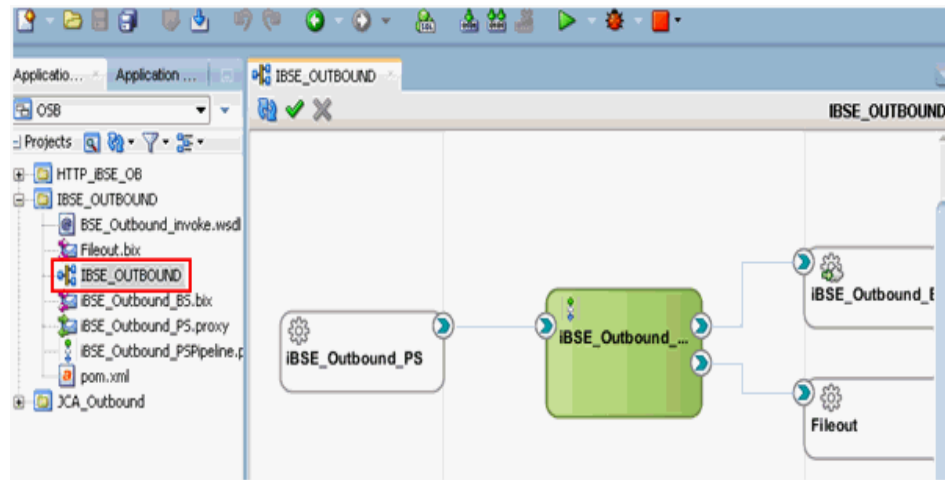 Applicatio...
Application ...
IBSE_OUTBOUND
OSB
IBSE_OUTBOUND
Projects
HTTP_iBSE_OB
IBSE_OUTBOUND
BSE_Outbound_invoke.wsdl
Fileout.bix
IBSE_OUTBOUND
iBSE_Outbound_BS.bix
iBSE_Outbound_PS.proxy
iBSE_Outbound_PSPipeline.p
pom.xml
JCA_Outbound
iBSE_Outbound_PS
iBSE_Outbound_...
iBSE_Outbound_B
Fileout